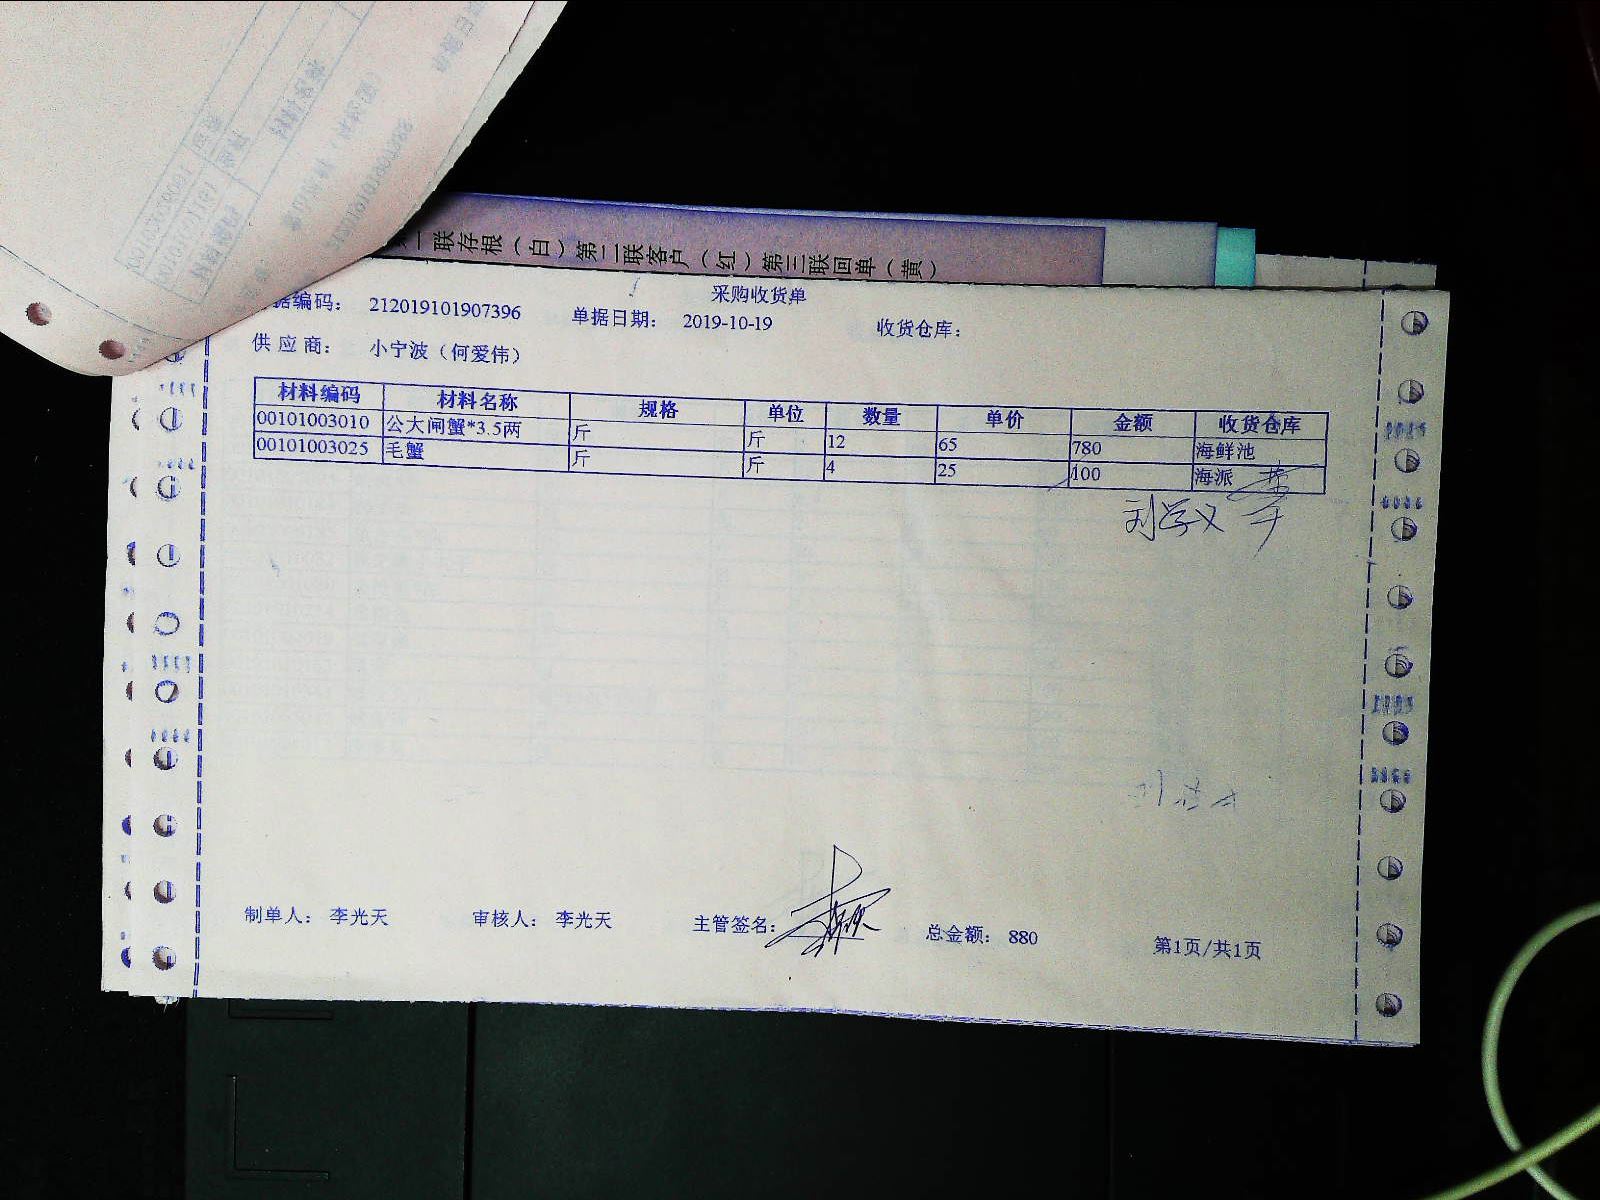 联存根（白）第二联客户（红）第三联回单（黄）
采购收货单
据编码： 212019101907396 单据日期： 2019-10-19 收货仓库：
供应商： 小宁波（何爱伟）
材料编码 材料名称 规格 单位 数量 单价 金额 收货仓库
00101003010 公大闸蟹*3.5两 斤 斤 12 65 780 海鲜池
00101003025 毛蟹 斤 斤 4 25 100 海派
刘学义
制单人： 李光天 审核人： 李光天 主管签名： 总金额： 880 第1页/共1页